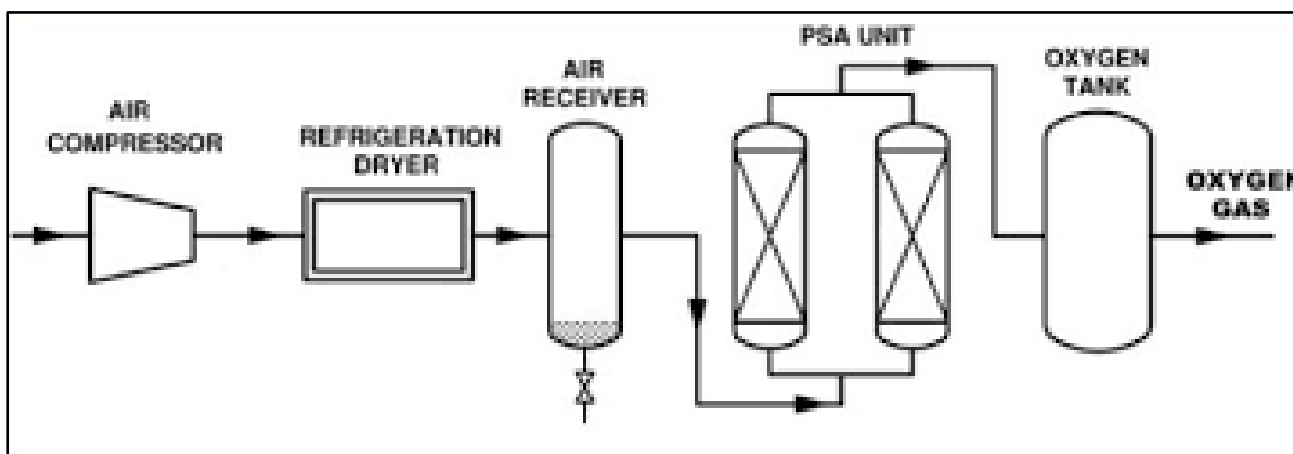 AIR
COMPRESSOR
REFRIGERATION
DRYER
AIR
RECEIVER
PSA UNIT
OXYGEN
TANK
OXYGEN
GAS